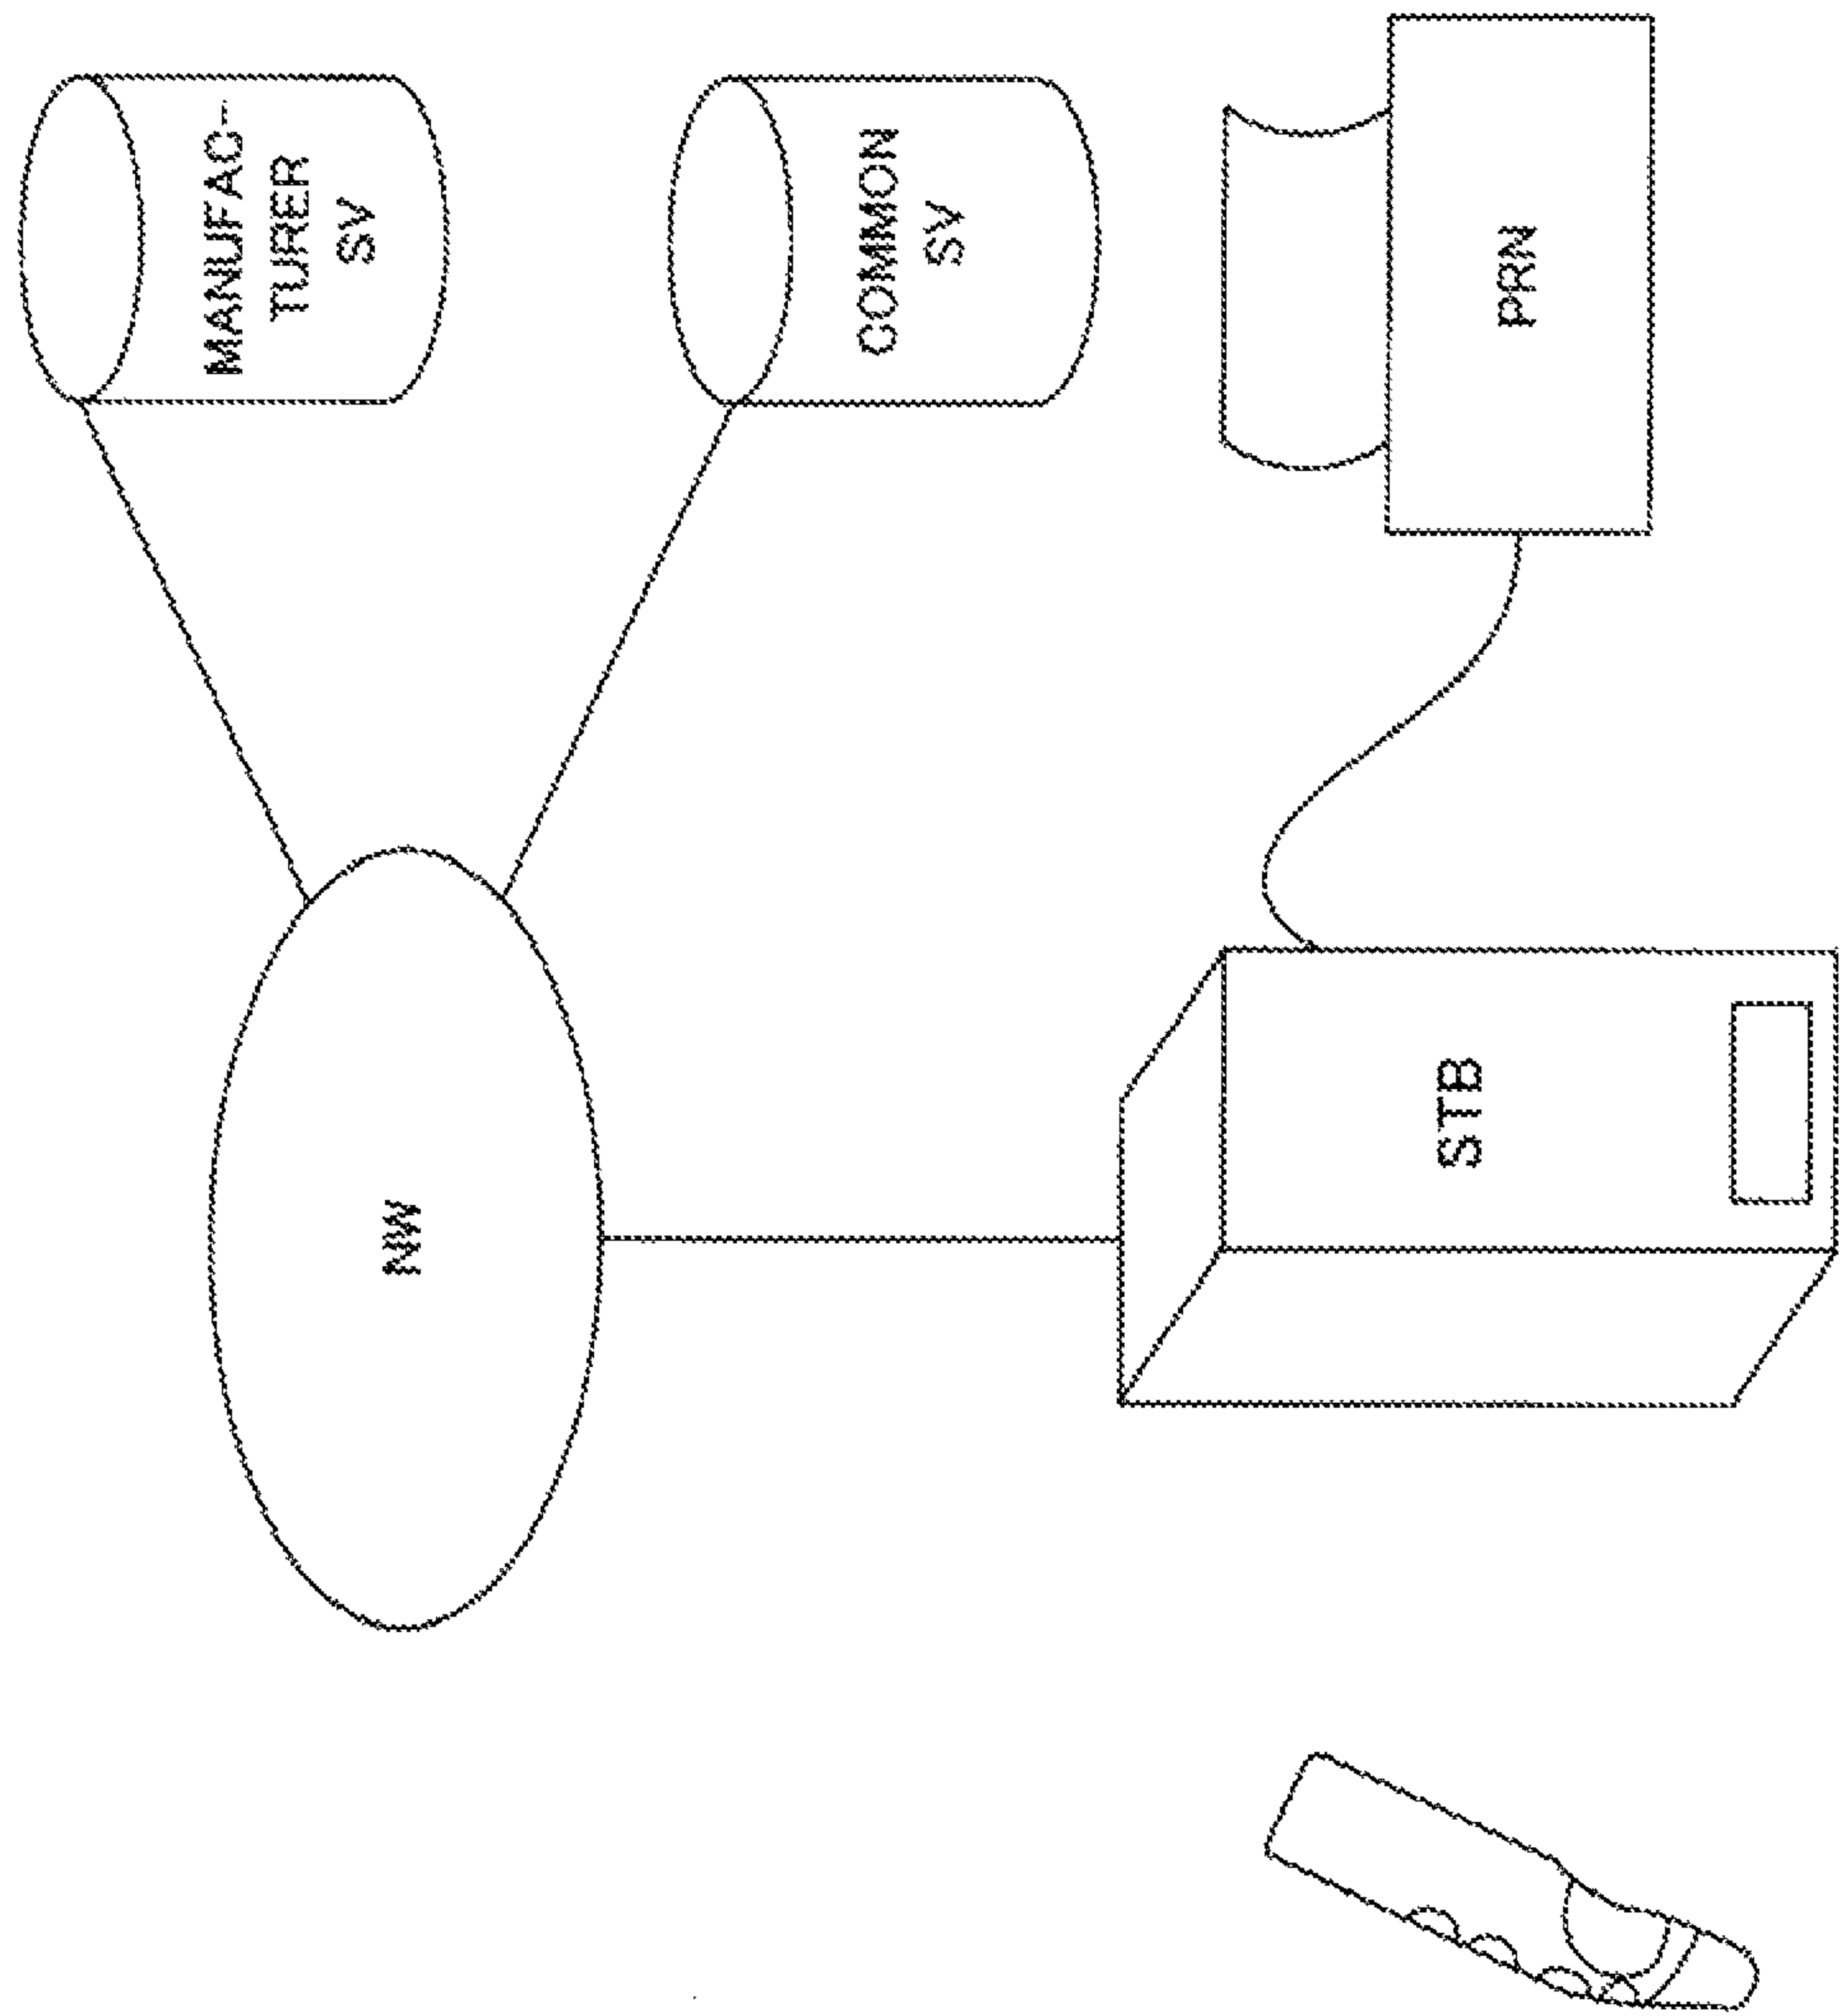 MANUFAC-
TURER
SV
COMMON
SV
NW
PRN
STB